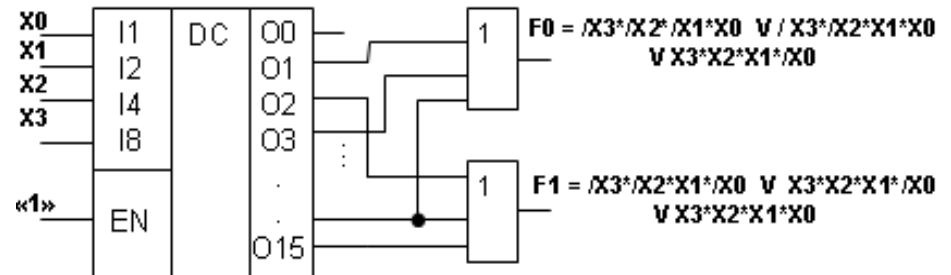 X0
X1
X2
X3
«1»
I1
I2
I4
I8
EN
DC
O0
O1
O2
O3
O15
1
F0 = /X3*/X2*/X1*X0 V / X3*/X2*X1*X0
V X3*X2*X1*/X0
1
F1 = /X3*/X2*X1*/X0 V X3*X2*X1*/X0
V X3*X2*X1*X0